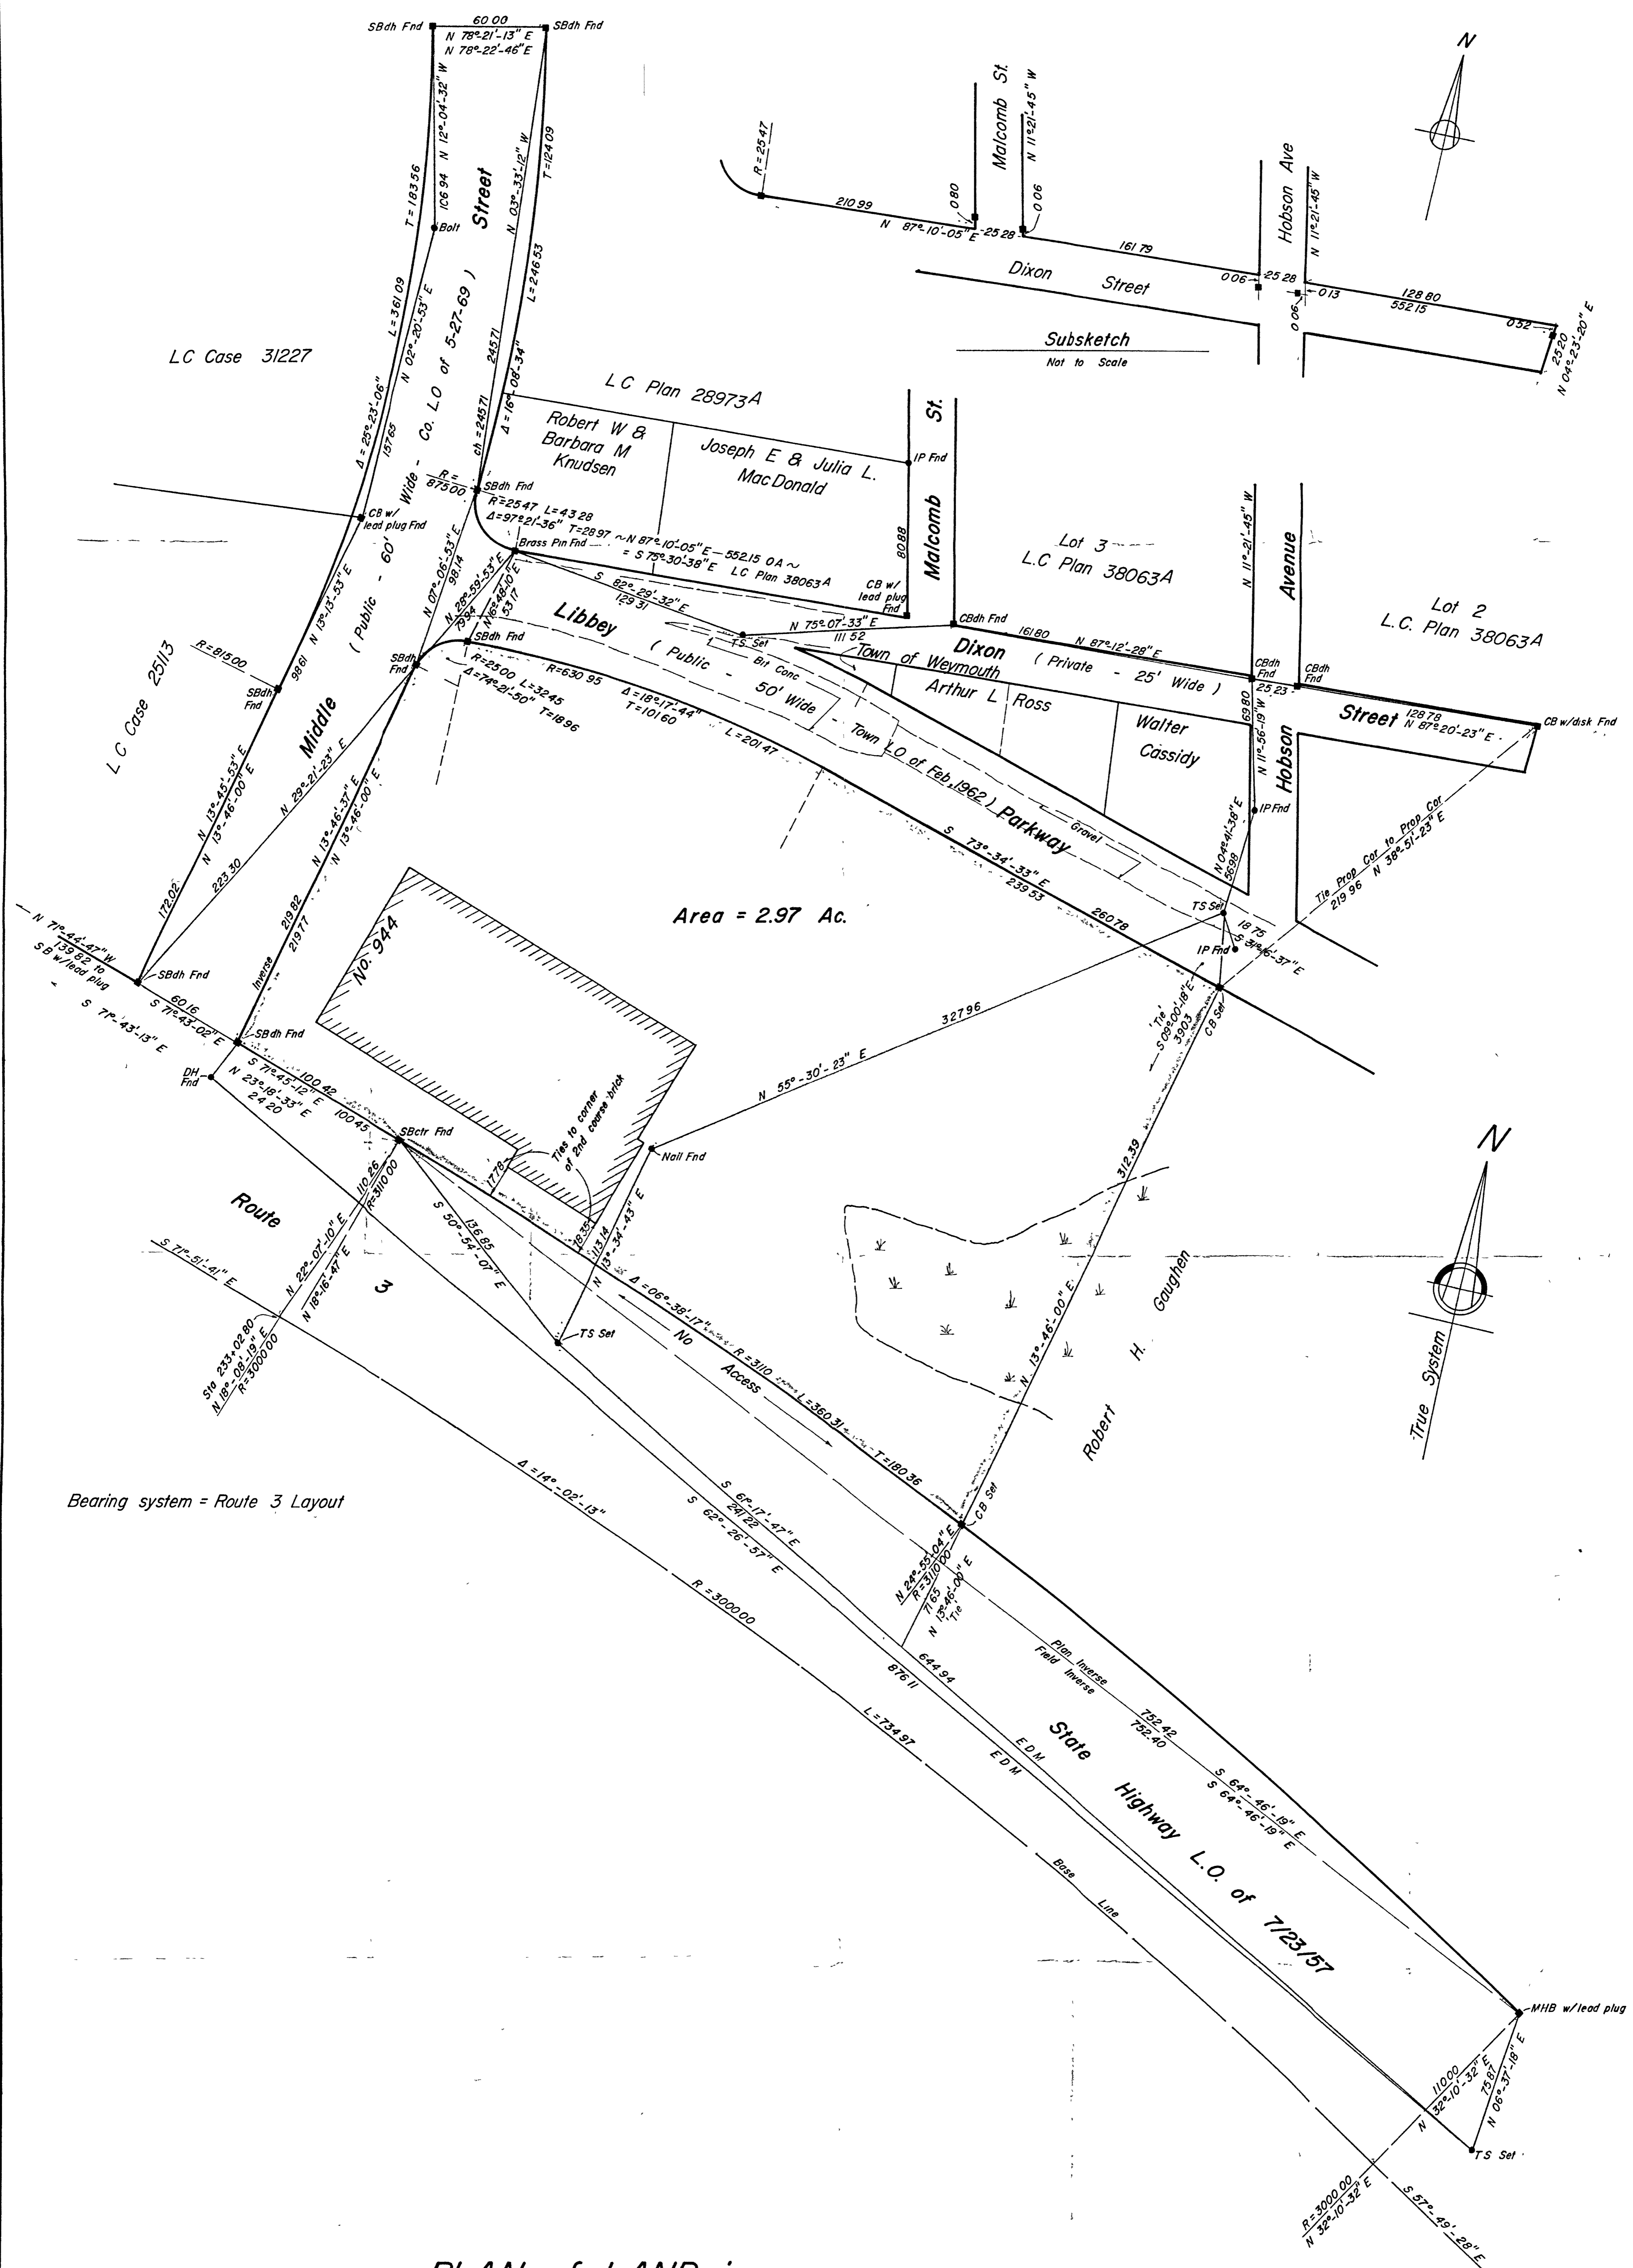 SBdh Fnd
60 00
SBdh Fnd
N 78°-21'-13" E
N 78°-22'-46" E
N 12°-04'-32" W
106 94
T=183 56
L=361 09
Δ=25°-23'-06"
Bolt
Street
N 03°-33'-12" W
T=124 09
L=246 53
245 71
ch=245 71
Δ=16°-08'-34"
N 02°-20'-53" E
157 65
( Public - 60' Wide - Co. L.O of 5-27-69 )
LC Case 31227
R=25 47
210 99
N 87°-10'-05" E
0 80
Malcomb St.
N 11°-21'-45" W
25 28
0 06
161 79
Hobson Ave
N 11°-21'-45" W
0 06
25 28
0 13
0 06
128 80
552 15
0 52
25 20
N 04°-23'-20" E
Dixon
Street
Subsketch
Not to Scale
N
LC Plan 28973A
Robert W &
Barbara M
Knudsen
Joseph E & Julia L.
MacDonald
Malcomb St.
IP Fnd
80 88
CB w/
lead plug
Fnd
R=
875 00
SBdh Fnd
R=25 47 L=43 28
Δ=97°-21'-36" T=28 97
~ N 87°-10'-05" E — 552.15 O A ~
= S 75°-30'-38" E
LC Plan 38063A
Brass Pin Fnd
CB w/
lead plug Fnd
N 07°-06'-53" E
98.14
N 28°-59'-53" E
79 94
N 16°-48'-10" E
53 17
S 82°-29'-32" E
129 31
TS Set
N 75°-07'-33" E
111 52
CBdh Fnd
Lot 3
L.C Plan 38063A
N 11°-21'-45" W
Avenue
Lot 2
L.C. Plan 38063A
161 80
N 87°-12'-28" E
CBdh
Fnd
CBdh
Fnd
25.23
Dixon ( Private - 25' Wide )
Street
128 78
N 87°-20'-23" E
CB w/disk Fnd
Town of Weymouth
Arthur L Ross
Walter
Cassidy
69 80
N 11°-56'-19" W
Hobson
IP Fnd
Libbey ( Public - 50' Wide - Town L.O of Feb, 1962 ) Parkway
Bit Conc
Gravel
SBdh Fnd
SBdh
Fnd
R=25 00 L=32 45
Δ=74°-21'-50" T=18 96
R=630 95
Δ=18°-17'-44"
T=101 60
L=201 47
S 73°-34'-33" E
239 53
260 78
N 04°-41'-38" E
56 98
TS Set
18 75
S 31°-16'-37" E
IP Fnd
Tie Prop Cor to Prop Cor
219 96 N 38°-51'-23" E
'Tie'
S 09°-00'-18" E
39 03
CB Set
LC Case 25113
R=815 00
SBdh
Fnd
98 61
N 13°-13'-53" E
Middle
N 13°-45'-53" E
N 13°-46'-00" E
172.02
N 29°-21'-23" E
223 30
N 13°-46'-37" E
N 13°-46'-00" E
219 82
219 77
Inverse
N 71°-44'-47" W
139 82 to
SB w/lead plug
SBdh Fnd
60 16
S 71°-43'-02" E
S 71°-43'-13" E
SBdh Fnd
DH
Fnd
100 42
S 71°-45'-12" E
100 45
N 23°-18'-33" E
24 20
No. 944
Area = 2.97 Ac.
327 96
N 55°-30'-23" E
SBctr Fnd
17 78
Ties to corner
of 2nd course brick
18 35
Nail Fnd
113 14
N 13°-34'-43" E
136 85
S 50°-54'-07" E
TS Set
Route
3
S 71°-51'-41" E
110 26
R=3110 00
N 22°-07'-10" E
N 18°-16'-47" E
Sta 233+02 80
N 18°-08'-19" E
R=3000 00
Δ=06°-38'-17"
R=3110
L=360.31
T=180 36
No
Access
312.39
N 13°-46'-00" E
Robert H. Gaughen
N
True System
CB Set
N 24°-55'-04" E
R=3110 00
71 65
N 13°-46'-00" E
'Tie'
Bearing system = Route 3 Layout
Δ=14°-02'-13"
R=3000 00
L=734 97
S 61°-17'-47" E
241 22
S 62°-26'-57" E
644 94
876 11
EDM
EDM
Plan Inverse
Field Inverse
752.42
752.40
S 64°-46'-19" E
S 64°-46'-19" E
State Highway L.O. of 7/23/57
Base Line
MHB w/lead plug
110 00
N 32°-10'-32" E
75 87
N 06°-37'-18" E
TS Set
R=3000 00
N 32°-10'-32" E
S 57°-49'-28" E
PLAN of LAND in